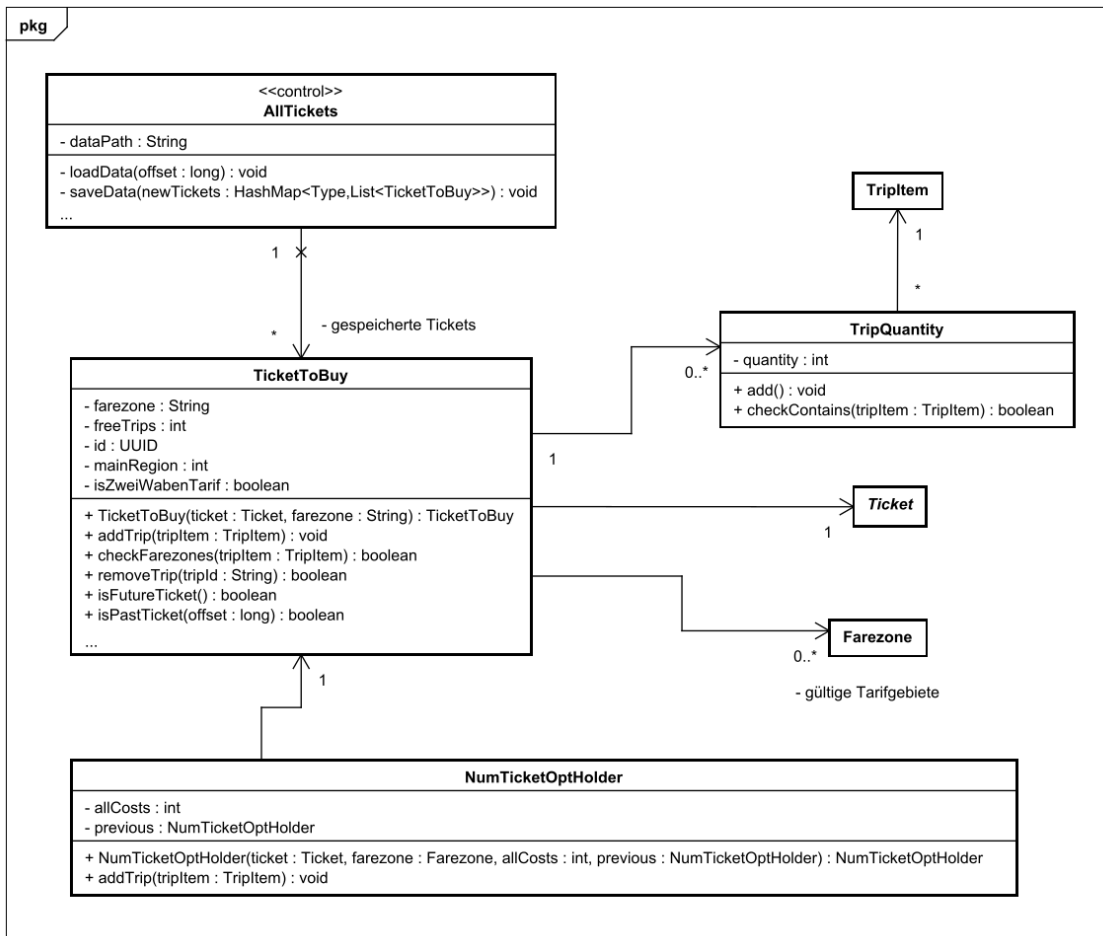 pkg
<<control>>
AllTickets
- dataPath : String
- loadData(offset : long) : void
- saveData(newTickets : HashMap<Type,List<TicketToBuy>>) : void
...
1
*
- gespeicherte Tickets
TripItem
1
*
TripQuantity
- quantity : int
+ add() : void
+ checkContains(tripItem : TripItem) : boolean
0..*
TicketToBuy
- farezone : String
- freeTrips : int
- id : UUID
- mainRegion : int
- isZweiWabenTarif : boolean
+ TicketToBuy(ticket : Ticket, farezone : String) : TicketToBuy
+ addTrip(tripItem : TripItem) : void
+ checkFarezones(tripItem : TripItem) : boolean
+ removeTrip(tripId : String) : boolean
+ isFutureTicket() : boolean
+ isPastTicket(offset : long) : boolean
...
1
Ticket
1
Farezone
0..*
- gültige Tarifgebiete
1
NumTicketOptHolder
- allCosts : int
- previous : NumTicketOptHolder
+ NumTicketOptHolder(ticket : Ticket, farezone : Farezone, allCosts : int, previous : NumTicketOptHolder) : NumTicketOptHolder
+ addTrip(tripItem : TripItem) : void